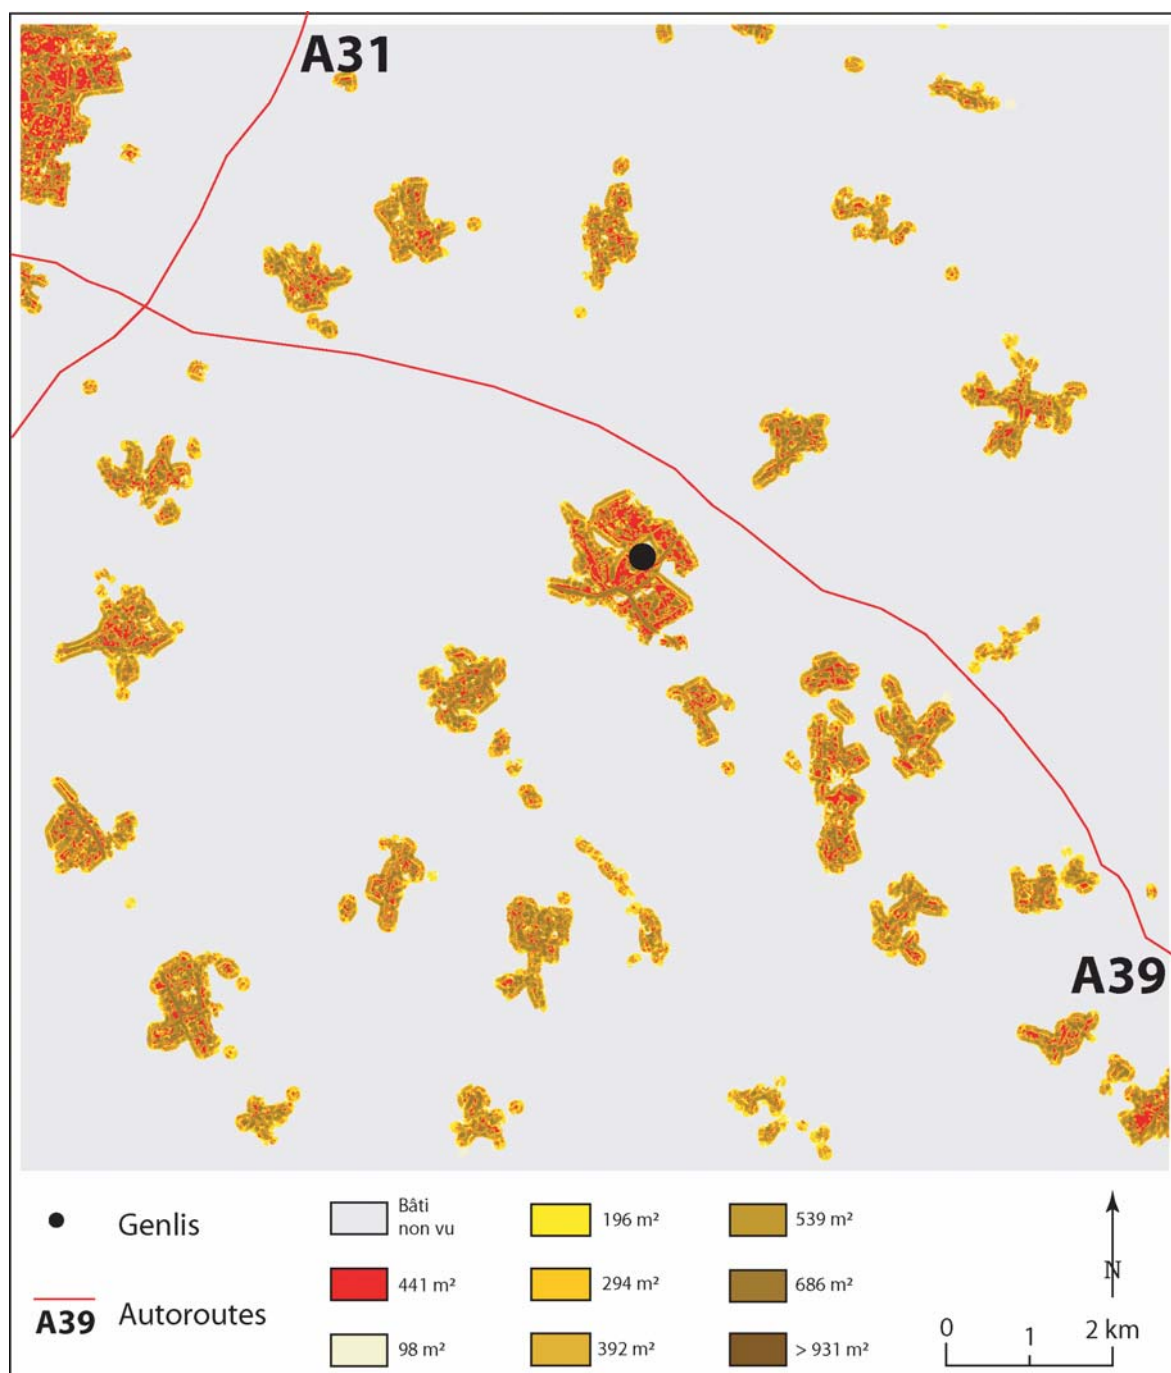 A31
A39
Genlis
A39 Autoroutes
Bâti
non vu
441 m²
98 m²
196 m²
294 m²
392 m²
539 m²
686 m²
> 931 m²
N
0 1 2 km